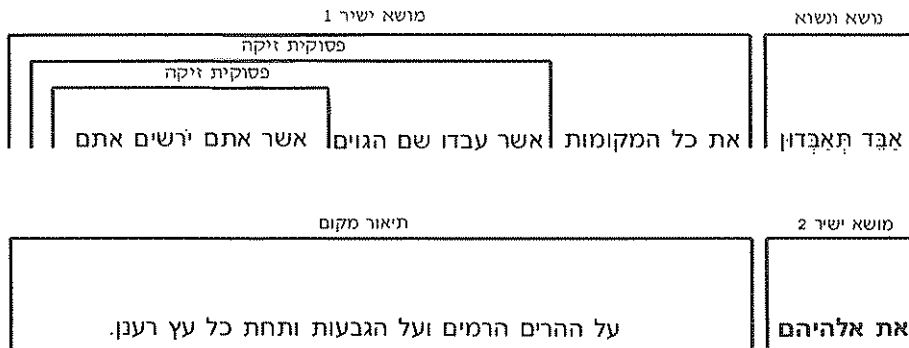 נושא ונשוא מושא ישיר 1
פסוקית זיקה
פסוקית זיקה
אַבֵּד תְּאַבְּדוּן את כל המקומות אשר עבדו שם הגוים אשר אתם יֹרשים אתם
מושא ישיר 2 תיאור מקום
את אלהיהם על ההרים הרמים ועל הגבעות ותחת כל עץ רענן.